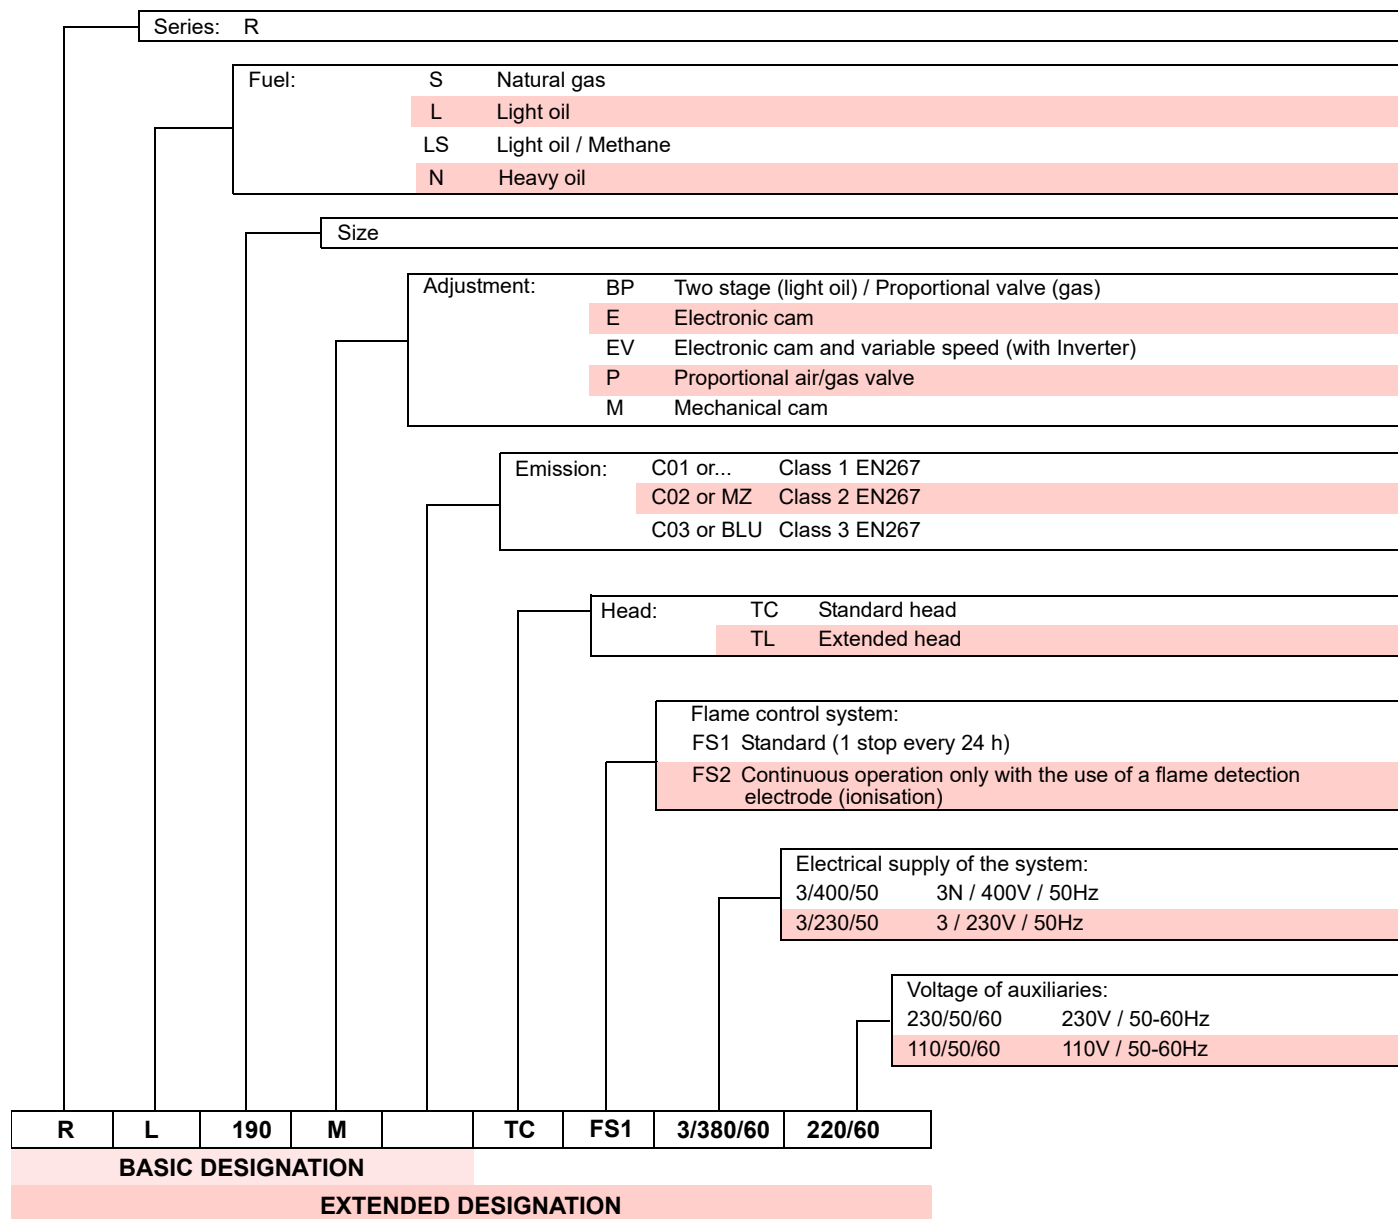 Series: R
Fuel: S Natural gas
L Light oil
LS Light oil / Methane
N Heavy oil
Size
Adjustment: BP Two stage (light oil) / Proportional valve (gas)
E Electronic cam
EV Electronic cam and variable speed (with Inverter)
P Proportional air/gas valve
M Mechanical cam
Emission: C01 or... Class 1 EN267
C02 or MZ Class 2 EN267
C03 or BLU Class 3 EN267
Head: TC Standard head
TL Extended head
Flame control system:
FS1 Standard (1 stop every 24 h)
FS2 Continuous operation only with the use of a flame detection
electrode (ionisation)
Electrical supply of the system:
3/400/50 3N / 400V / 50Hz
3/230/50 3 / 230V / 50Hz
Voltage of auxiliaries:
230/50/60 230V / 50-60Hz
110/50/60 110V / 50-60Hz
R L 190 M TC FS1 3/380/60 220/60
BASIC DESIGNATION
EXTENDED DESIGNATION